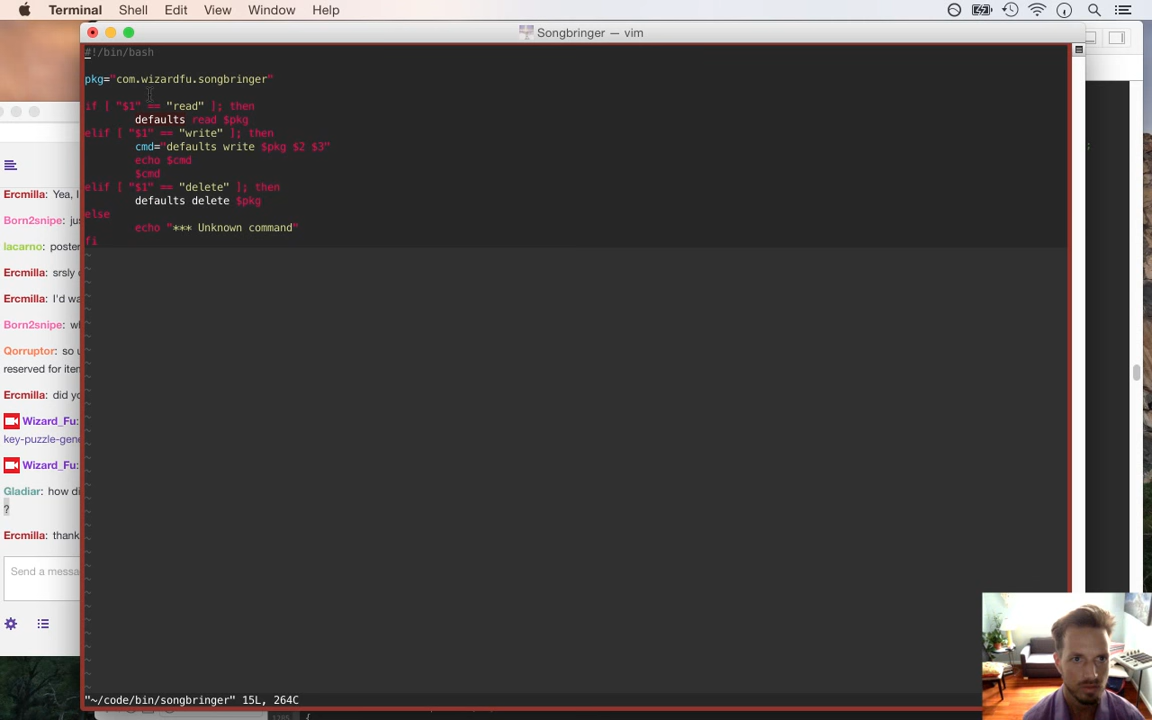 Terminal Shell Edit View Window Help
Songbringer — vim
#!/bin/bash
pkg="com.wizardfu.songbringer"
if [ "$1" == "read" ]; then
defaults read $pkg
elif [ "$1" == "write" ]; then
cmd="defaults write $pkg $2 $3"
echo $cmd
$cmd
elif [ "$1" == "delete" ]; then
defaults delete $pkg
else
echo "*** Unknown command"
fi
"~/code/bin/songbringer" 15L, 264C
Ercmilla: Yea, I
Born2snipe: jus
lacarno: poster
Ercmilla: srsly
Ercmilla: I'd wa
Born2snipe: wh
Qorruptor: so u
reserved for item
Ercmilla: did yo
Wizard_Fu:
key-puzzle-gene
Wizard_Fu:
Gladiar: how di
?
Ercmilla: thank
Send a messa